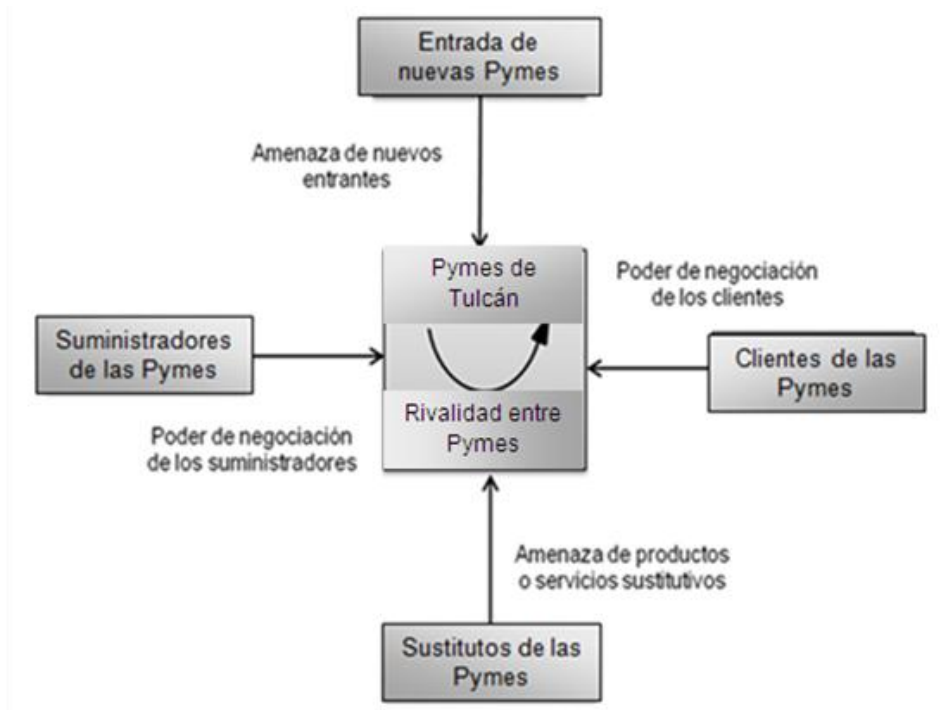 Entrada de
nuevas Pymes
Amenaza de nuevos
entrantes
Pymes de
Tulcán
Poder de negociación
de los clientes
Suministradores
de las Pymes
Clientes de las
Pymes
Rivalidad entre
Pymes
Poder de negociación
de los suministradores
Amenaza de productos
o servicios sustitutivos
Sustitutos de las
Pymes